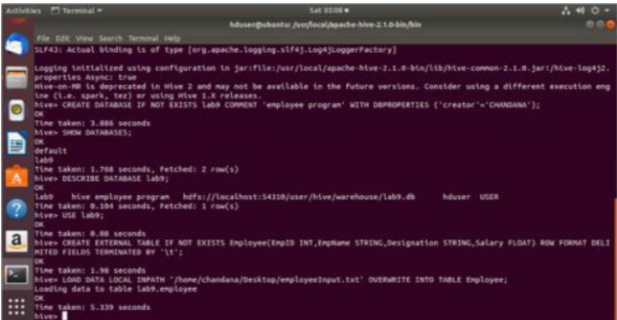 Activities Terminal Sat 03:08
hduser@ubuntu: /usr/local/apache-hive-2.1.0-bin/bin
File Edit View Search Terminal Help
SLF4J: Actual binding is of type [org.apache.logging.slf4j.Log4jLoggerFactory]
Logging initialized using configuration in jar:file:/usr/local/apache-hive-2.1.0-bin/lib/hive-common-2.1.0.jar!/hive-log4j2.
properties Async: true
Hive-on-MR is deprecated in Hive 2 and may not be available in the future versions. Consider using a different execution eng
ine (i.e. spark, tez) or using Hive 1.X releases.
hive> CREATE DATABASE IF NOT EXISTS lab9 COMMENT 'employee program' WITH DBPROPERTIES ('creator'='CHANDANA');
OK
Time taken: 3.086 seconds
hive> SHOW DATABASES;
OK
default
lab9
Time taken: 1.708 seconds, Fetched: 2 row(s)
hive> DESCRIBE DATABASE lab9;
OK
lab9 hive employee program hdfs://localhost:54310/user/hive/warehouse/lab9.db hduser USER
Time taken: 0.104 seconds, Fetched: 1 row(s)
hive> USE lab9;
OK
Time taken: 0.08 seconds
hive> CREATE EXTERNAL TABLE IF NOT EXISTS Employee(EmpID INT,EmpName STRING,Designation STRING,Salary FLOAT) ROW FORMAT DELI
MITED FIELDS TERMINATED BY '\t';
OK
Time taken: 1.98 seconds
hive> LOAD DATA LOCAL INPATH '/home/chandana/Desktop/employeeInput.txt' OVERWRITE INTO TABLE Employee;
Loading data to table lab9.employee
OK
Time taken: 5.339 seconds
hive>